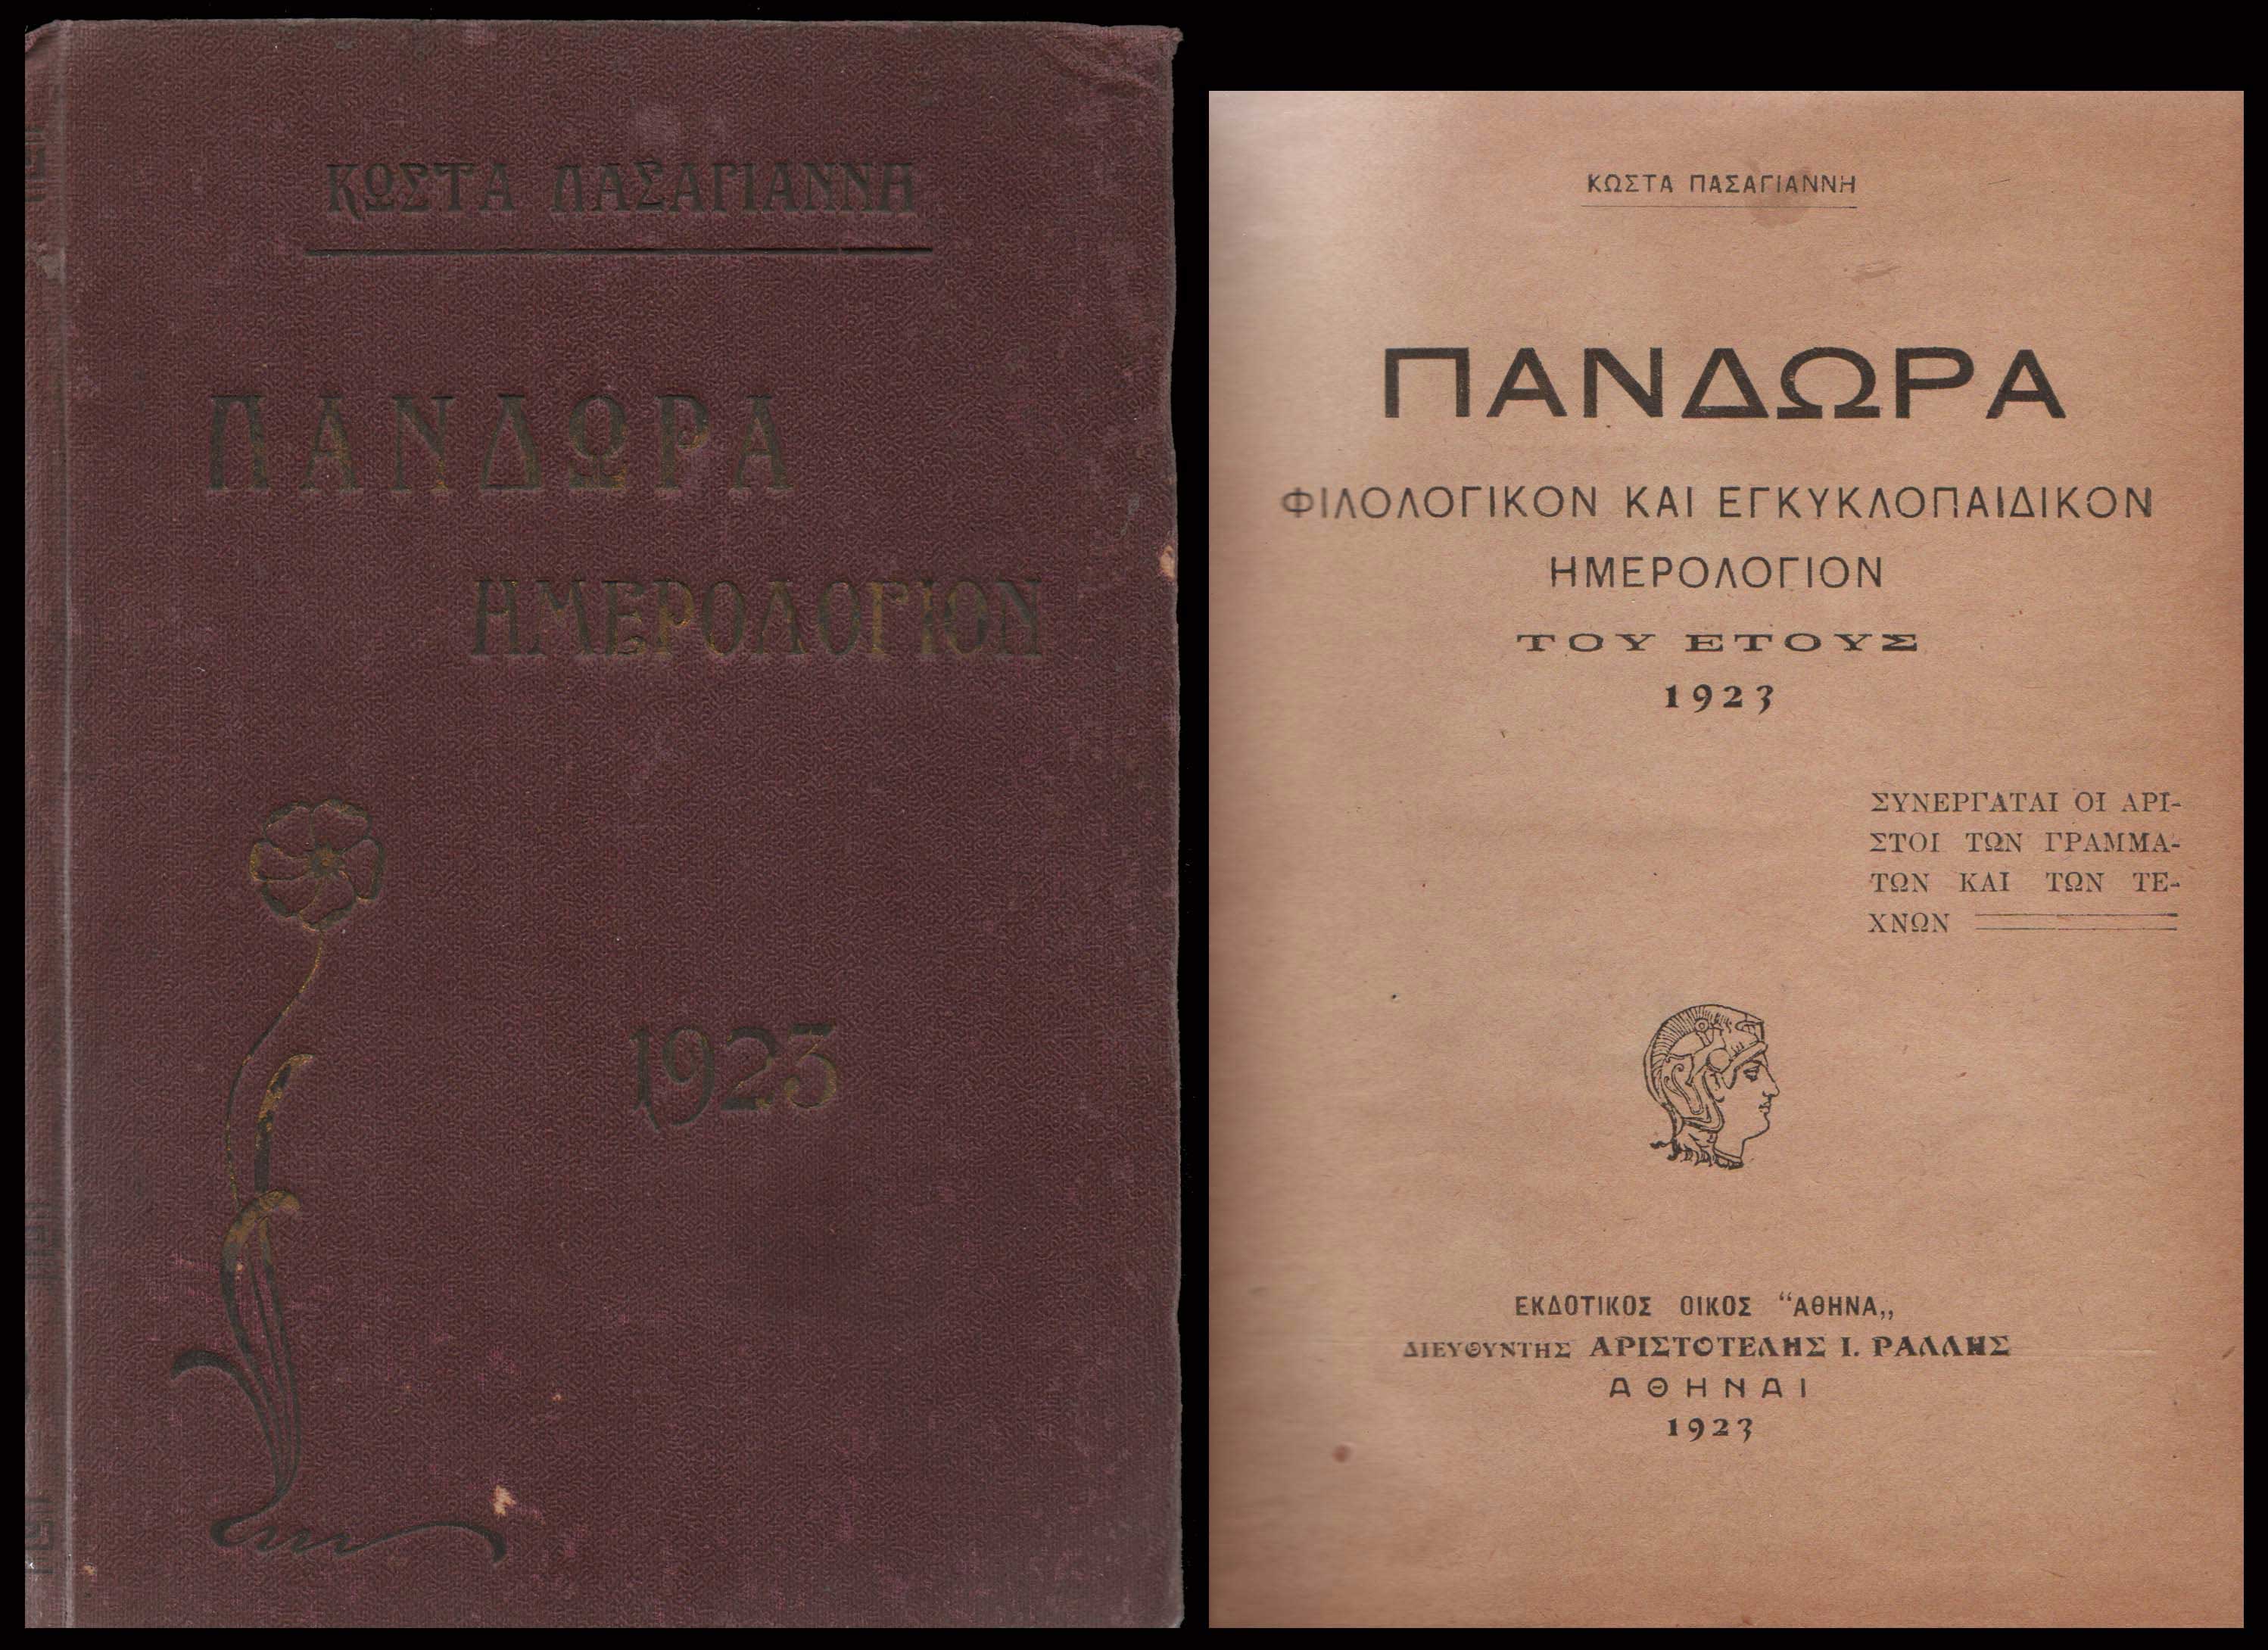 ΚΩΣΤΑ ΠΑΣΑΓΙΑΝΝΗ
ΠΑΝΔΩΡΑ
ΗΜΕΡΟΛΟΓΙΟΝ
1923
ΚΩΣΤΑ ΠΑΣΑΓΙΑΝΝΗ
ΠΑΝΔΩΡΑ
ΦΙΛΟΛΟΓΙΚΟΝ ΚΑΙ ΕΓΚΥΚΛΟΠΑΙΔΙΚΟΝ
ΗΜΕΡΟΛΟΓΙΟΝ
ΤΟΥ ΕΤΟΥΣ
1923
ΣΥΝΕΡΓΑΤΑΙ ΟΙ ΑΡΙ-
ΣΤΟΙ ΤΩΝ ΓΡΑΜΜΑ-
ΤΩΝ ΚΑΙ ΤΩΝ ΤΕ-
ΧΝΩΝ
ΕΚΔΟΤΙΚΟΣ ΟΙΚΟΣ “ΑΘΗΝΑ„
ΔΙΕΥΘΥΝΤΗΣ ΑΡΙΣΤΟΤΕΛΗΣ Ι. ΡΑΛΛΗΣ
ΑΘΗΝΑΙ
1923